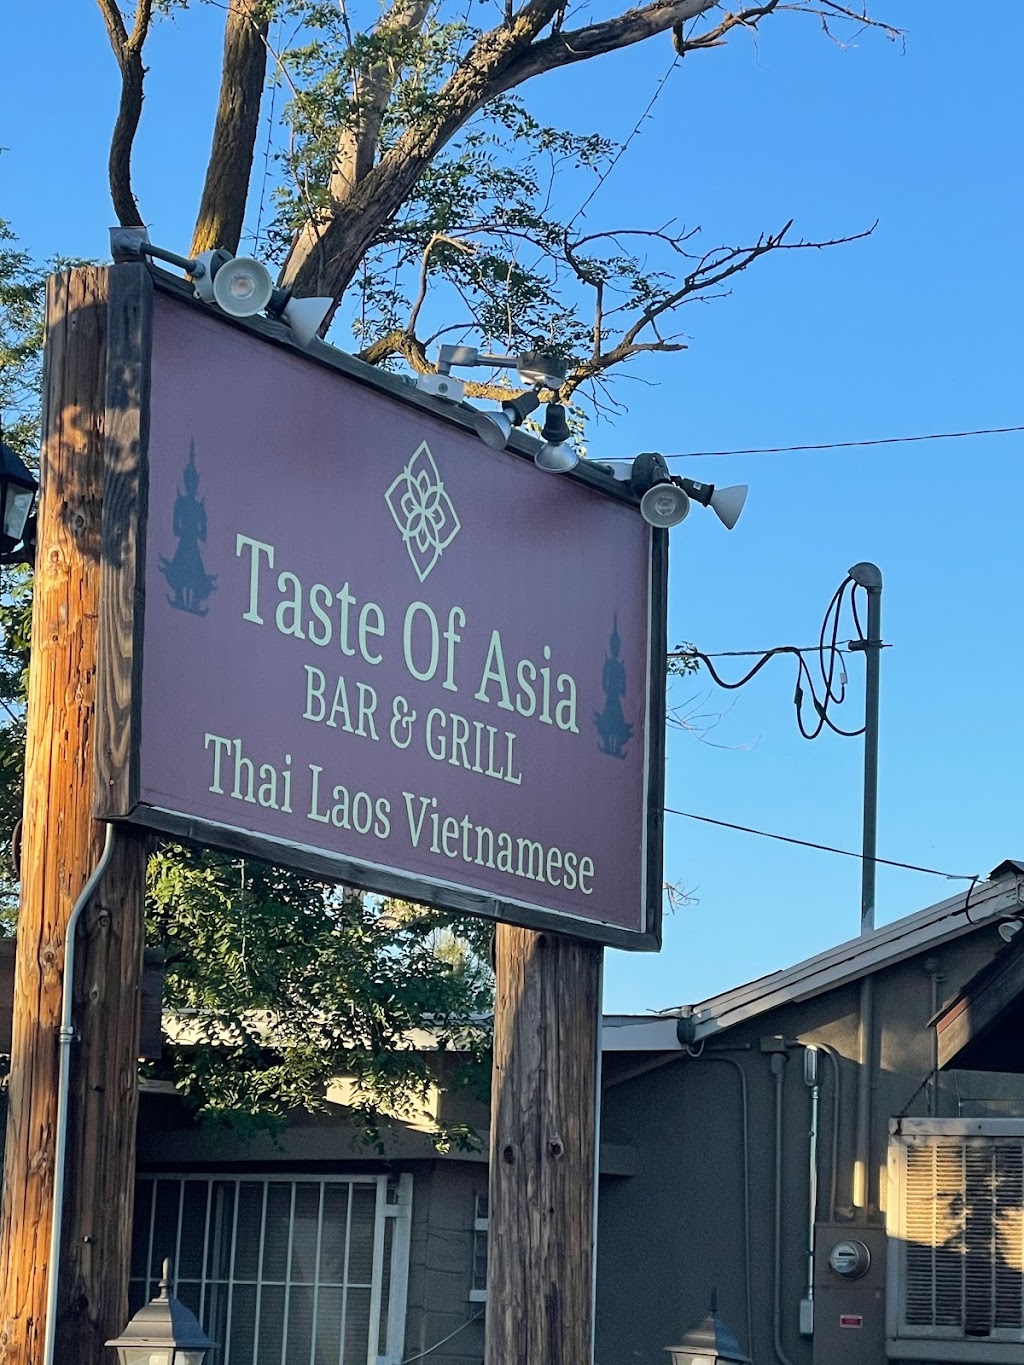 Taste Of Asia
BAR & GRILL
Thai Laos Vietnamese